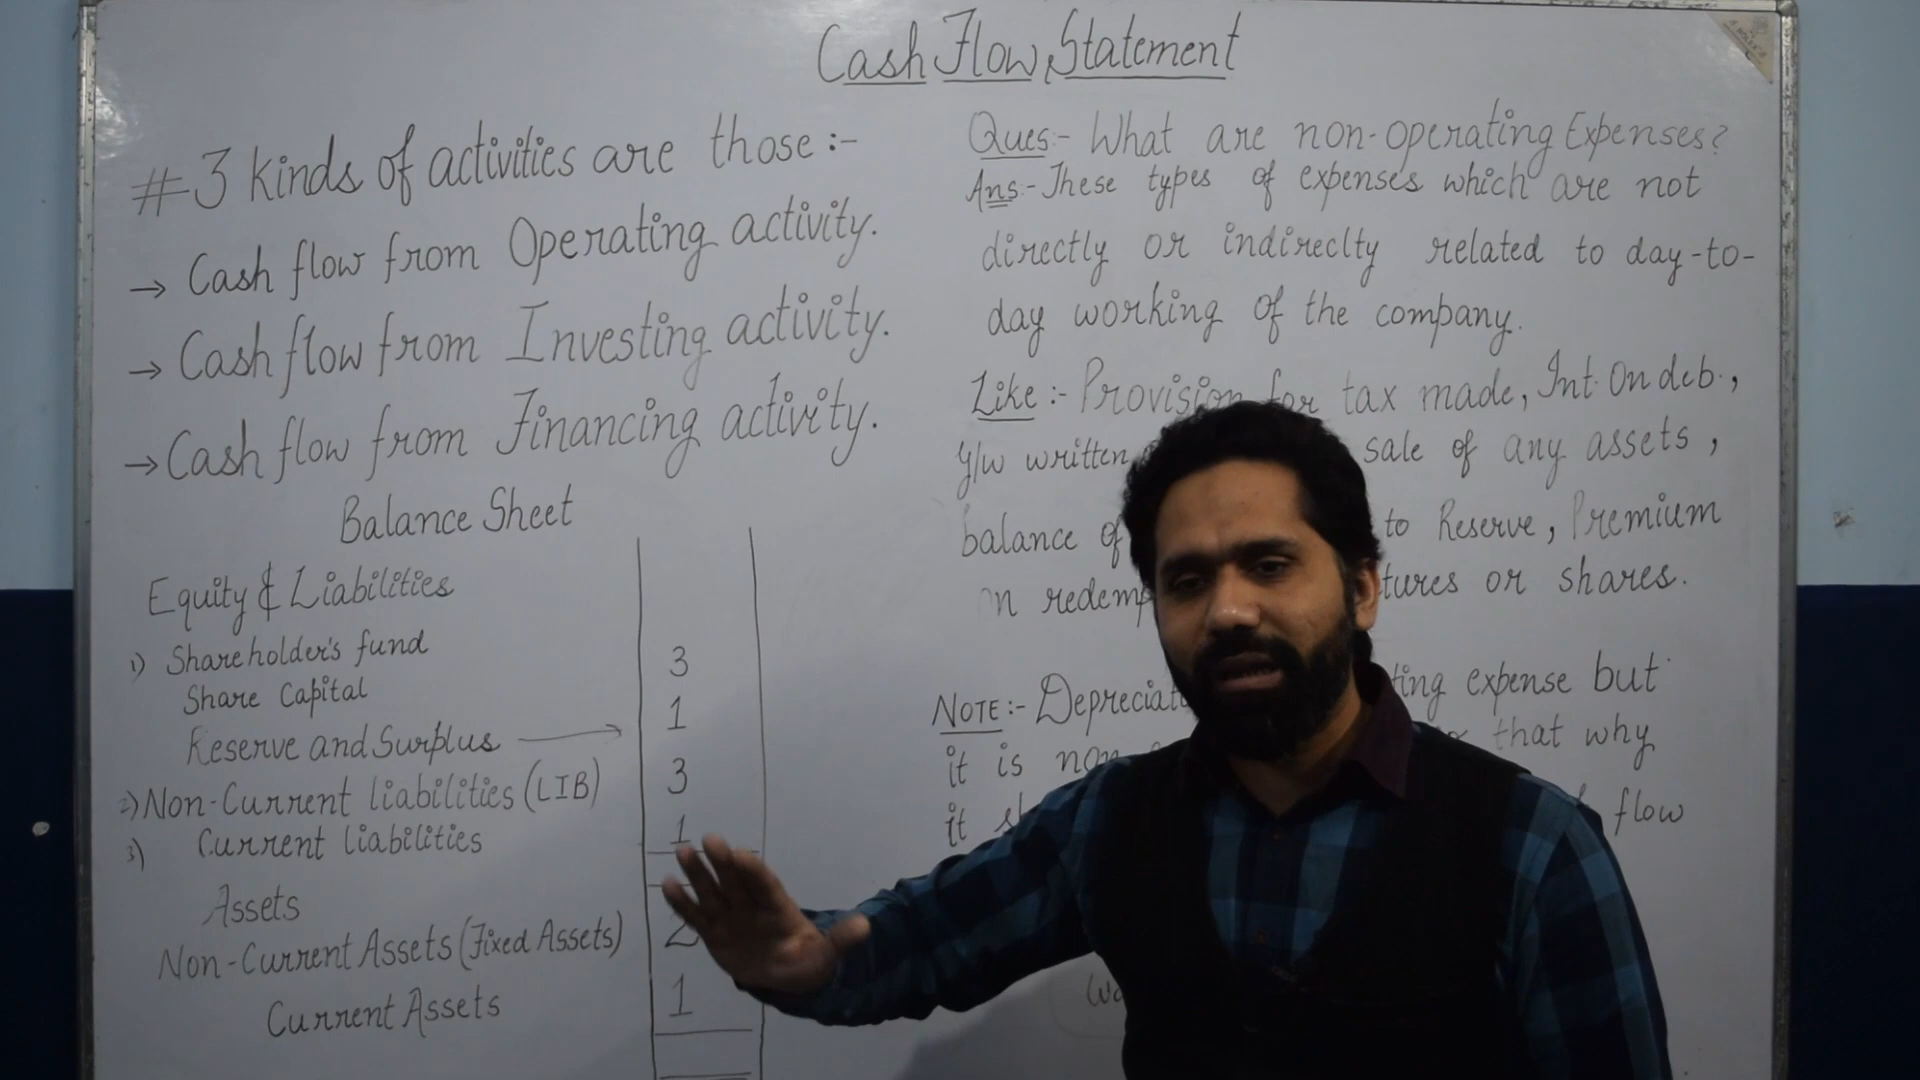 Cash Flow Statement
# 3 kinds of activities are those :-
→ Cash flow from Operating activity.
→ Cash flow from Investing activity.
→ Cash flow from Financing activity.
Balance Sheet
Equity & Liabilities
1) Shareholder's fund 3
Share Capital 1
Reserve and Surplus → 3
2) Non-Current liabilities (LIB) 1
3) Current liabilities
Assets
Non-Current Assets (Fixed Assets) 2
Current Assets 1
Ques:- What are non-operating Expenses?
Ans:- These types of expenses which are not
directly or indireclty related to day-to-
day working of the company.
Like :- Provision for tax made, Int. On deb.,
g/w written sale of any assets,
balance of to Reserve, Premium
on redemp tures or shares.
NOTE:- Depreciat ting expense but
it is non that why
it flow